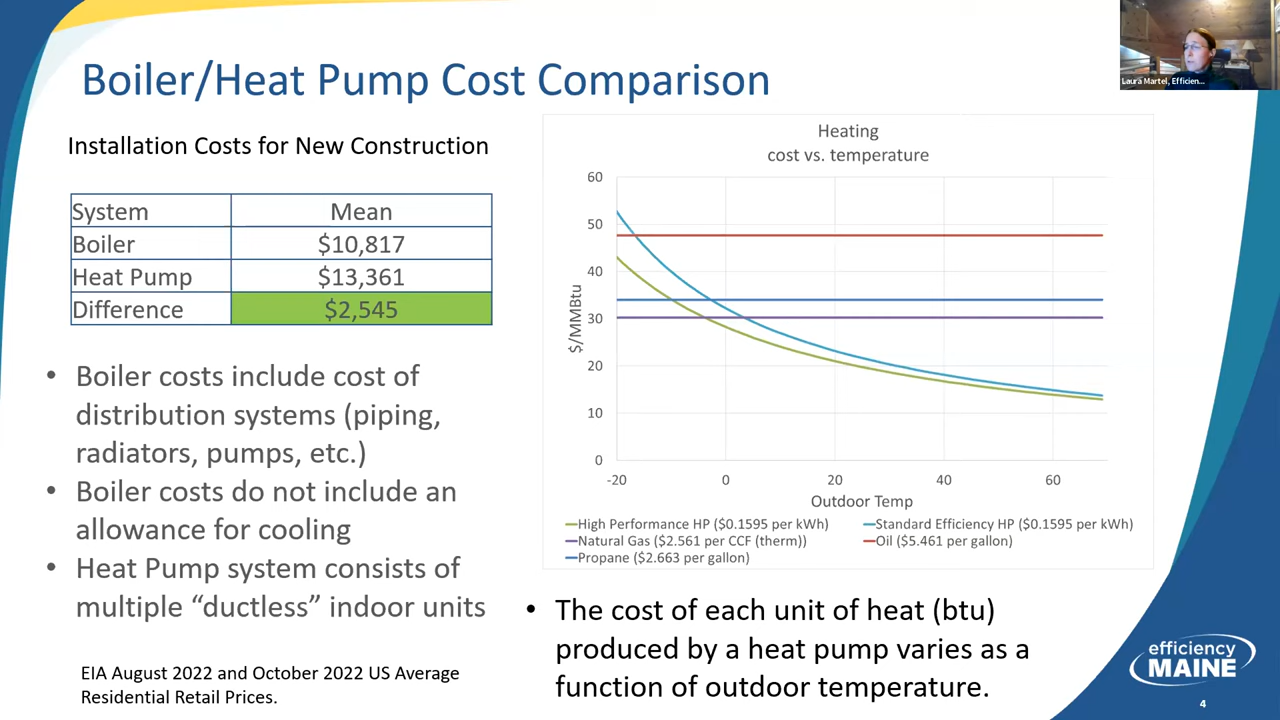 Boiler/Heat Pump Cost Comparison
Laura Martel, Efficien...
Installation Costs for New Construction
System Mean
Boiler $10,817
Heat Pump $13,361
Difference $2,545
• Boiler costs include cost of
distribution systems (piping,
radiators, pumps, etc.)
• Boiler costs do not include an
allowance for cooling
• Heat Pump system consists of
multiple “ductless” indoor units
EIA August 2022 and October 2022 US Average
Residential Retail Prices.
Heating
cost vs. temperature
60
50
40
30
20
10
0
$/MMBtu
-20 0 20 40 60
Outdoor Temp
High Performance HP ($0.1595 per kWh) Standard Efficiency HP ($0.1595 per kWh)
Natural Gas ($2.561 per CCF (therm)) Oil ($5.461 per gallon)
Propane ($2.663 per gallon)
• The cost of each unit of heat (btu)
produced by a heat pump varies as a
function of outdoor temperature.
efficiency
MAINE
4